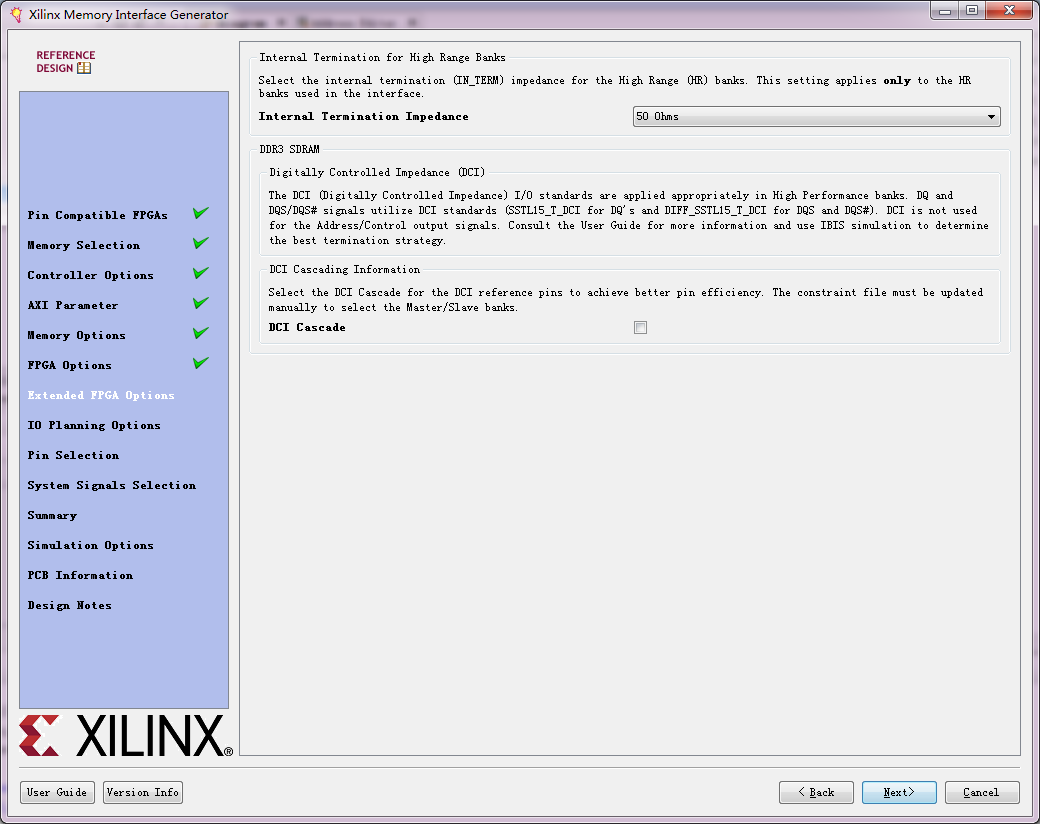 Xilinx Memory Interface Generator
REFERENCE
DESIGN
Pin Compatible FPGAs
Memory Selection
Controller Options
AXI Parameter
Memory Options
FPGA Options
Extended FPGA Options
IO Planning Options
Pin Selection
System Signals Selection
Summary
Simulation Options
PCB Information
Design Notes
XILINX®
Internal Termination for High Range Banks
Select the internal termination (IN_TERM) impedance for the High Range (HR) banks. This setting applies only to the HR
banks used in the interface.
Internal Termination Impedance
50 Ohms
DDR3 SDRAM
Digitally Controlled Impedance (DCI)
The DCI (Digitally Controlled Impedance) I/O standards are applied appropriately in High Performance banks. DQ and
DQS/DQS# signals utilize DCI standards (SSTL15_T_DCI for DQ's and DIFF_SSTL15_T_DCI for DQS and DQS#). DCI is not used
for the Address/Control output signals. Consult the User Guide for more information and use IBIS simulation to determine
the best termination strategy.
DCI Cascading Information
Select the DCI Cascade for the DCI reference pins to achieve better pin efficiency. The constraint file must be updated
manually to select the Master/Slave banks.
DCI Cascade
User Guide
Version Info
< Back
Next>
Cancel